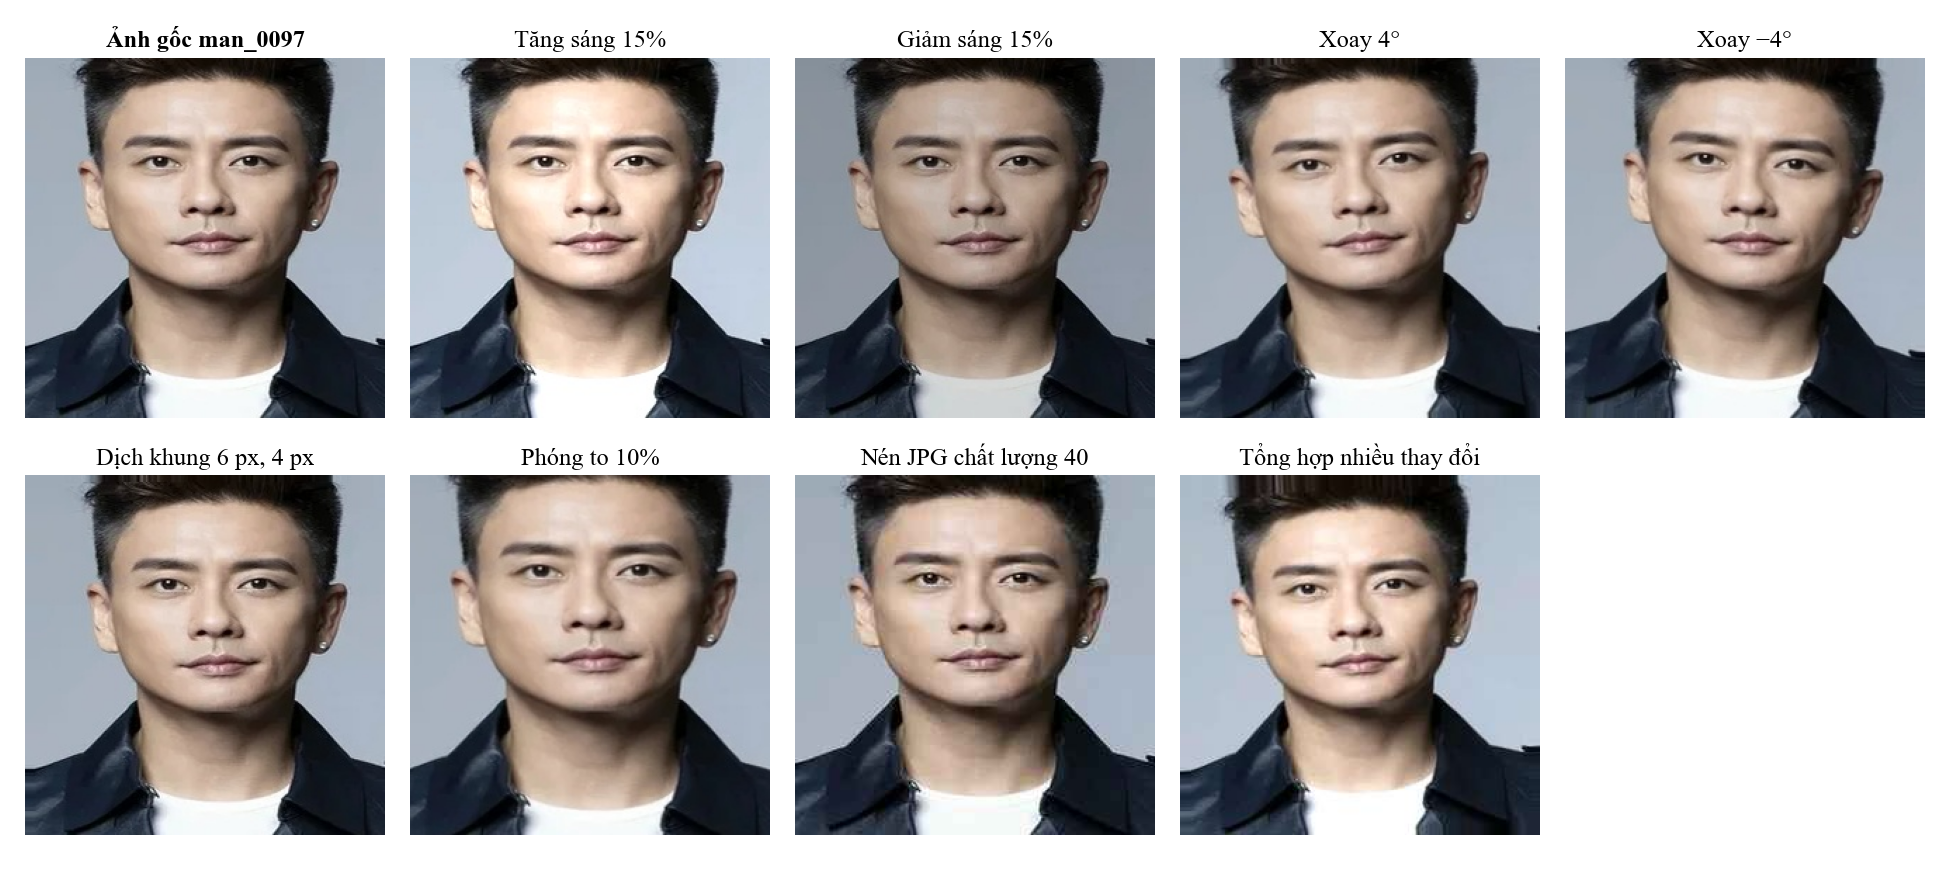 Ảnh gốc man_0097
Tăng sáng 15%
Giảm sáng 15%
Xoay 4°
Xoay −4°
Dịch khung 6 px, 4 px
Phóng to 10%
Nén JPG chất lượng 40
Tổng hợp nhiều thay đổi